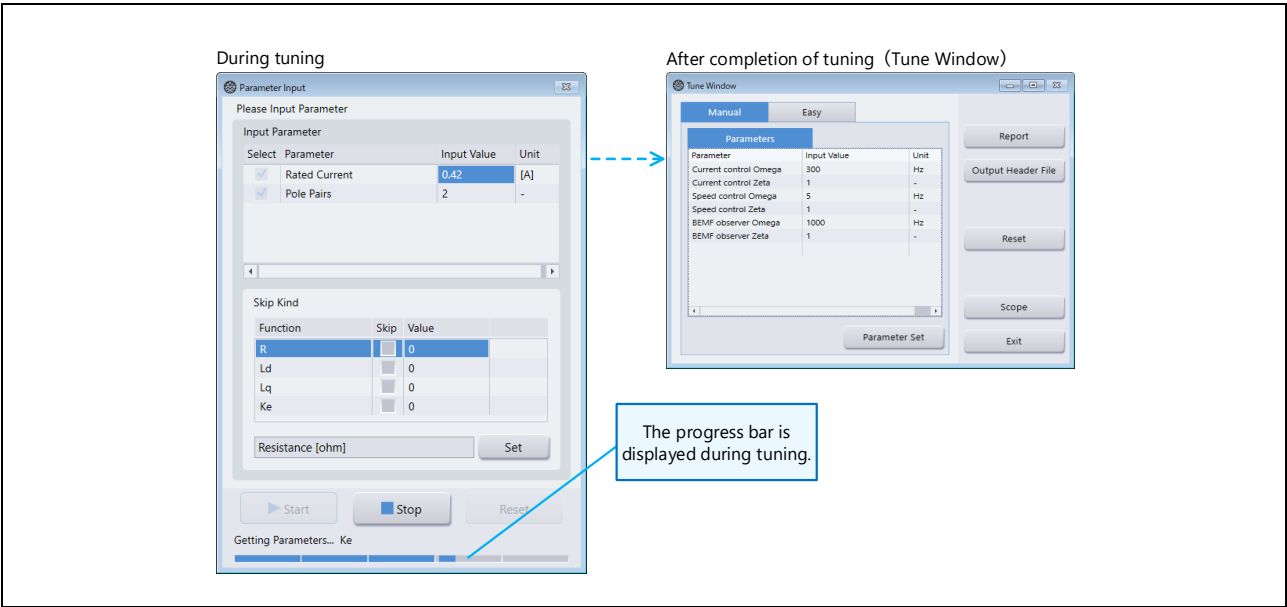 During tuning
Parameter Input
Please Input Parameter
Input Parameter
Select Parameter Input Value Unit
Rated Current 0.42 [A]
Pole Pairs 2 -
Skip Kind
Function Skip Value
R 0
Ld 0
Lq 0
Ke 0
Resistance [ohm] Set
Start Stop Reset
Getting Parameters... Ke
The progress bar is
displayed during tuning.
After completion of tuning（Tune Window）
Tune Window
Manual Easy
Parameters
Parameter Input Value Unit
Current control Omega 300 Hz
Current control Zeta 1 -
Speed control Omega 5 Hz
Speed control Zeta 1 -
BEMF observer Omega 1000 Hz
BEMF observer Zeta 1 -
Parameter Set
Report
Output Header File
Reset
Scope
Exit